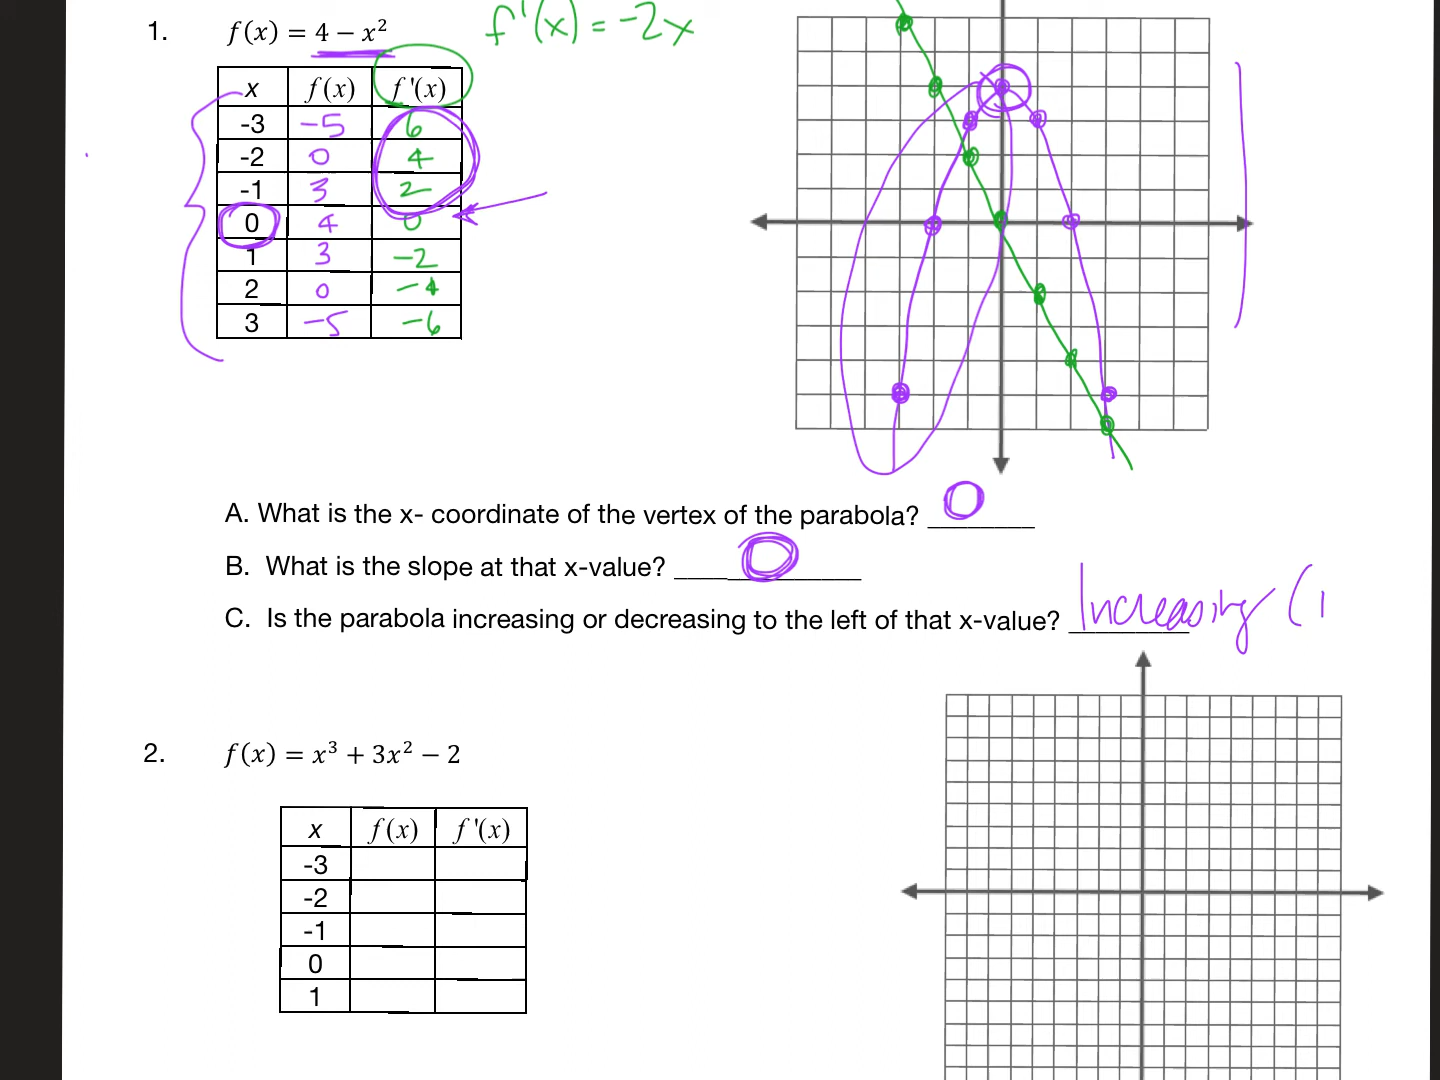 1. f(x) = 4 − x² f'(x) = -2x
x f(x) f'(x)
-3 -5 6
-2 0 4
-1 3 2
0 4 0
1 3 -2
2 0 -4
3 -5 -6
A. What is the x- coordinate of the vertex of the parabola? 0
B. What is the slope at that x-value? 0
C. Is the parabola increasing or decreasing to the left of that x-value? Increasing (
2. f(x) = x³ + 3x² − 2
x f(x) f'(x)
-3
-2
-1
0
1